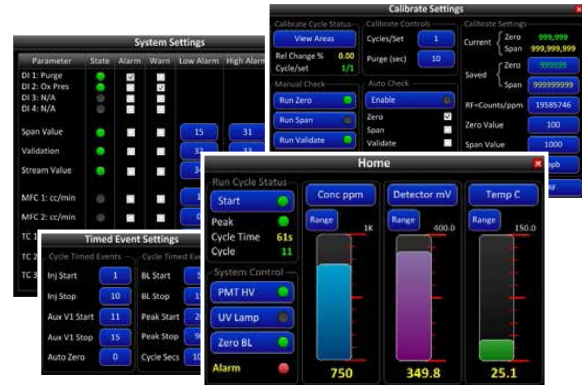 System Settings
Parameter State Alarm Warn Low Alarm High Alarm
DI 1: Purge
DI 2: Ox Pres
DI 3: N/A
DI 4: N/A
Span Value 15 31
Validation
Stream Value
MFC 1: cc/min
MFC 2: cc/min
TC 1
TC 2
TC 3
Calibrate Settings
Calibrate Cycle Status
View Areas
Rel Change % 0.00
Cycle/set 1/1
Manual Check
Run Zero
Run Span
Run Validate
Calibrate Controls
Cycles/Set 1
Purge (sec) 10
Auto Check
Enable
Zero
Span
Validate
Calibrate Settings
Current Zero 999,999
Span 999,999,999
Saved Zero 999999
Span 999999999
RF=Counts/ppm 19585746
Zero Value 100
Span Value 1000
Timed Event Settings
Cycle Timed Events
Inj Start 1
Inj Stop 10
Aux V1 Start 11
Aux V1 Stop 15
Auto Zero 0
BL Start
BL Stop
Peak Start
Peak Stop
Cycle Secs
Home
Run Cycle Status
Start
Peak
Cycle Time 61s
Cycle 11
System Control
PMT HV
UV Lamp
Zero BL
Alarm
Conc ppm
Range
1K
750
Detector mV
Range
400.0
349.8
Temp C
Range
150.0
25.1